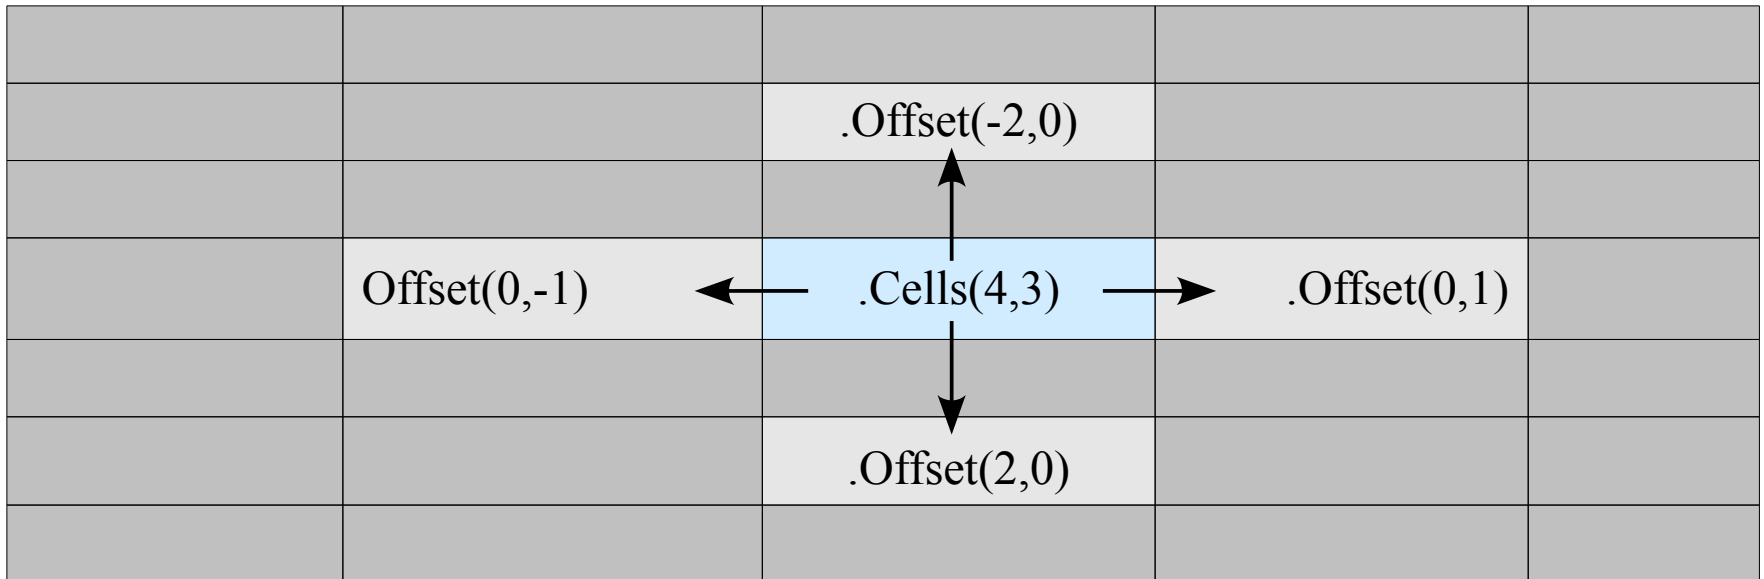 .Offset(-2,0)
Offset(0,-1) .Cells(4,3) .Offset(0,1)
.Offset(2,0)